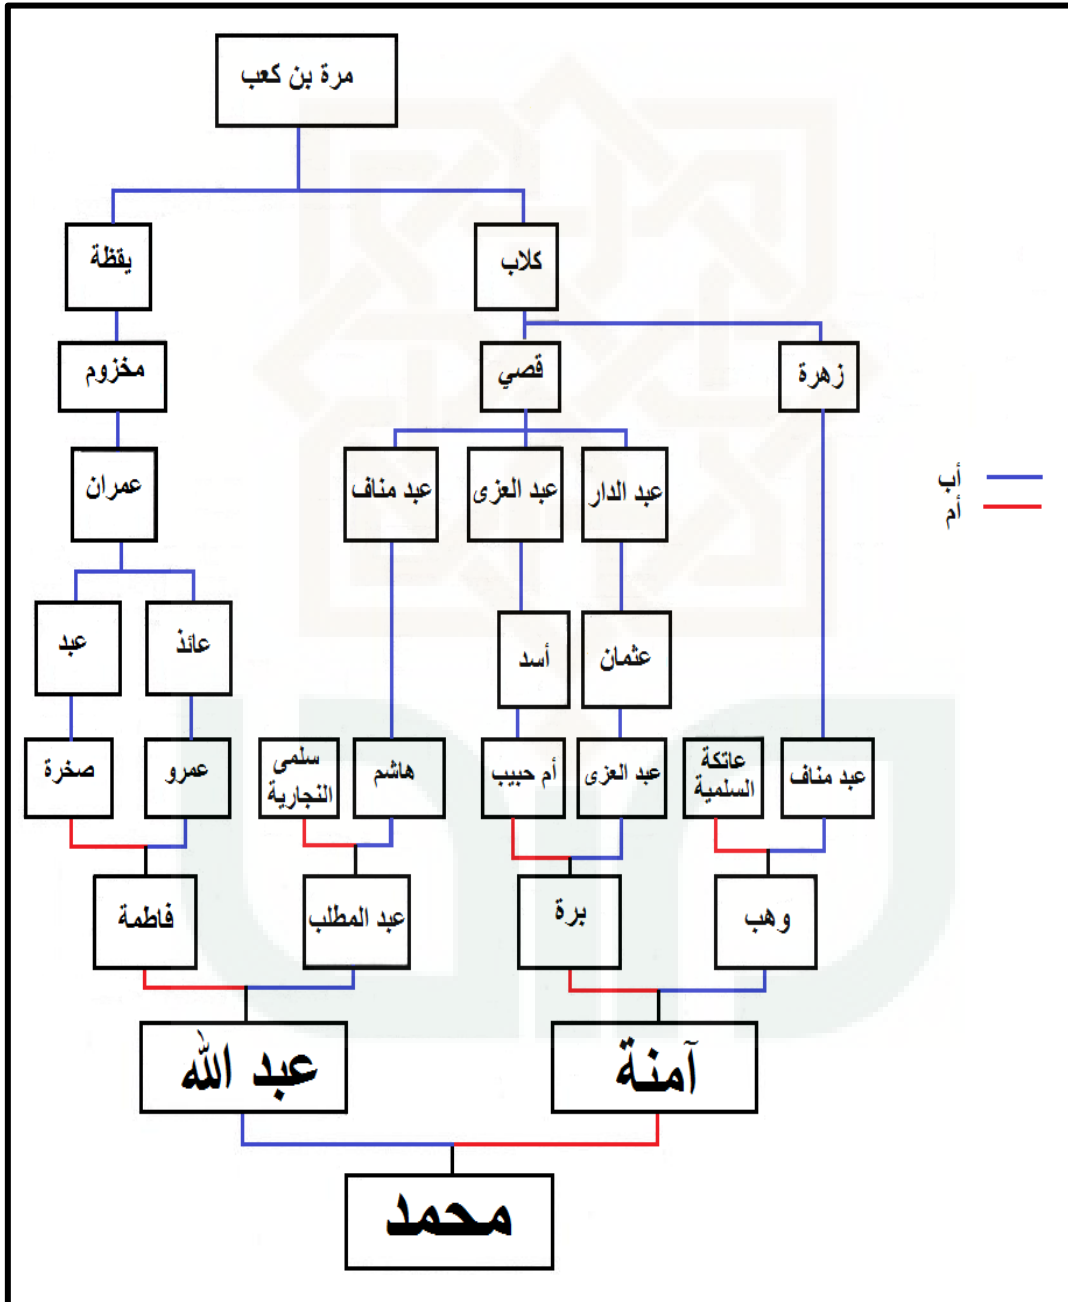 مرة بن كعب
كلاب
يقظة
زهرة
قصي
مخزوم
عبد الدار
عبد العزى
عبد مناف
عمران
أب
أم
عثمان
أسد
عائذ
عبد
عبد مناف
عاتكة
السلمية
عبد العزى
أم حبيب
هاشم
سلمى
النجارية
عمرو
صخرة
وهب
برة
عبد المطلب
فاطمة
آمنة
عبد الله
محمد